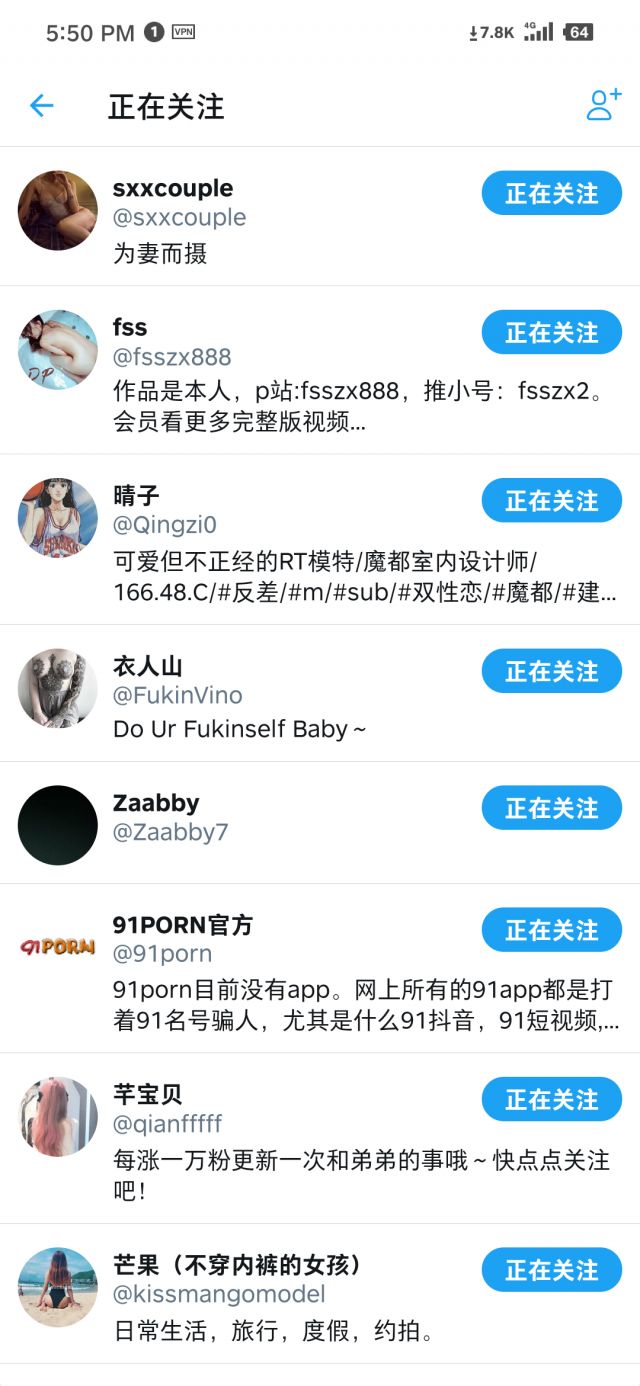 5:50 PM 1 VPN 7.8K 4G 64
正在关注
sxxcouple
正在关注
@sxxcouple
为妻而摄
fss
正在关注
@fsszx888
作品是本人，p站:fsszx888，推小号：fsszx2。
会员看更多完整版视频...
DP
晴子
正在关注
@Qingzi0
可爱但不正经的RT模特/魔都室内设计师/
166.48.C/#反差/#m/#sub/#双性恋/#魔都/#建...
衣人山
正在关注
@FukinVino
Do Ur Fukinself Baby～
Zaabby
正在关注
@Zaabby7
91PORN
91PORN官方
正在关注
@91porn
91porn目前没有app。网上所有的91app都是打
着91名号骗人，尤其是什么91抖音，91短视频,...
芊宝贝
正在关注
@qianfffff
每涨一万粉更新一次和弟弟的事哦～快点点关注
吧！
芒果（不穿内裤的女孩）
正在关注
@kissmangomodel
日常生活，旅行，度假，约拍。